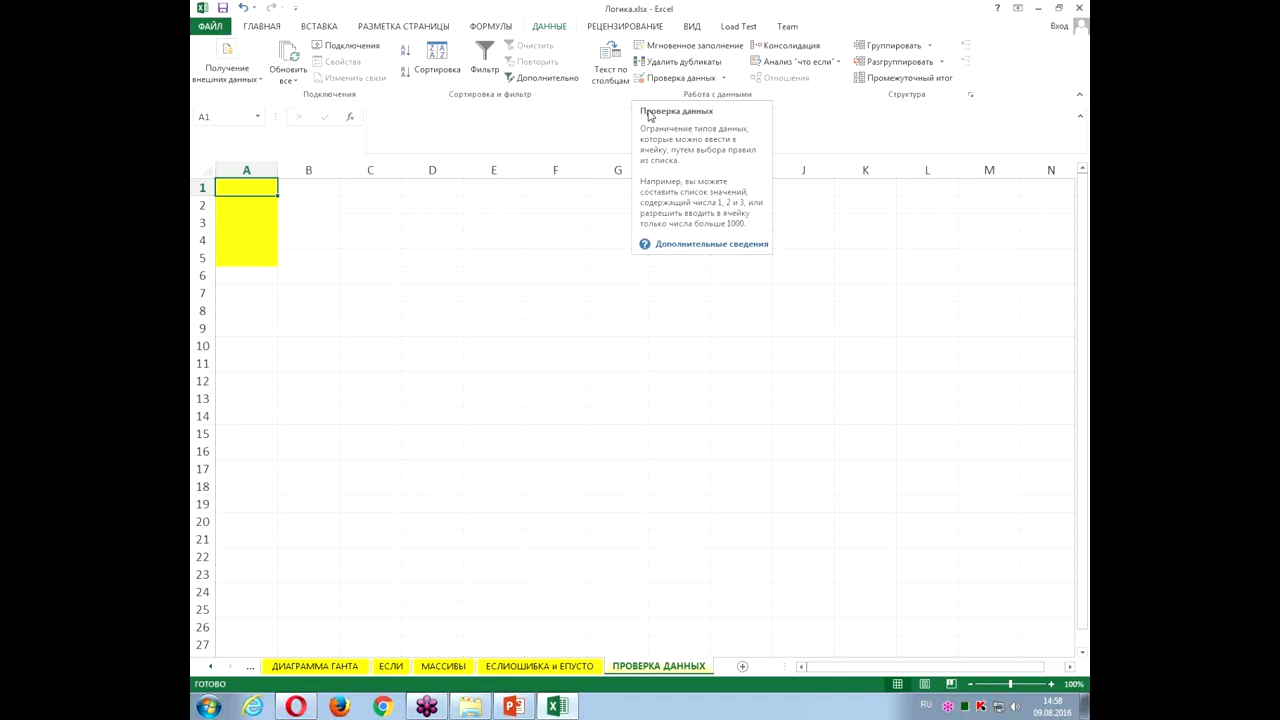 Логика.xlsx - Excel
ФАЙЛ ГЛАВНАЯ ВСТАВКА РАЗМЕТКА СТРАНИЦЫ ФОРМУЛЫ ДАННЫЕ РЕЦЕНЗИРОВАНИЕ ВИД Load Test Team Вход
Получение
внешних данных
Обновить
все
Подключения
Свойства
Изменить связи
Подключения
Сортировка
Фильтр
Очистить
Повторить
Дополнительно
Сортировка и фильтр
Текст по
столбцам
Мгновенное заполнение
Удалить дубликаты
Проверка данных
Консолидация
Анализ "что если"
Отношения
Работа с данными
Группировать
Разгруппировать
Промежуточный итог
Структура
A1
Проверка данных
Ограничение типов данных,
которые можно ввести в
ячейку, путем выбора правил
из списка.
Например, вы можете
составить список значений,
содержащий числа 1, 2 и 3, или
разрешить вводить в ячейку
только числа больше 1000.
Дополнительные сведения
A B C D E F G J K L M N
1
2
3
4
5
6
7
8
9
10
11
12
13
14
15
16
17
18
19
20
21
22
23
24
25
26
27
... ДИАГРАММА ГАНТА ЕСЛИ МАССИВЫ ЕСЛИОШИБКА и ЕПУСТО ПРОВЕРКА ДАННЫХ
ГОТОВО 100%
RU 14:58
09.08.2016